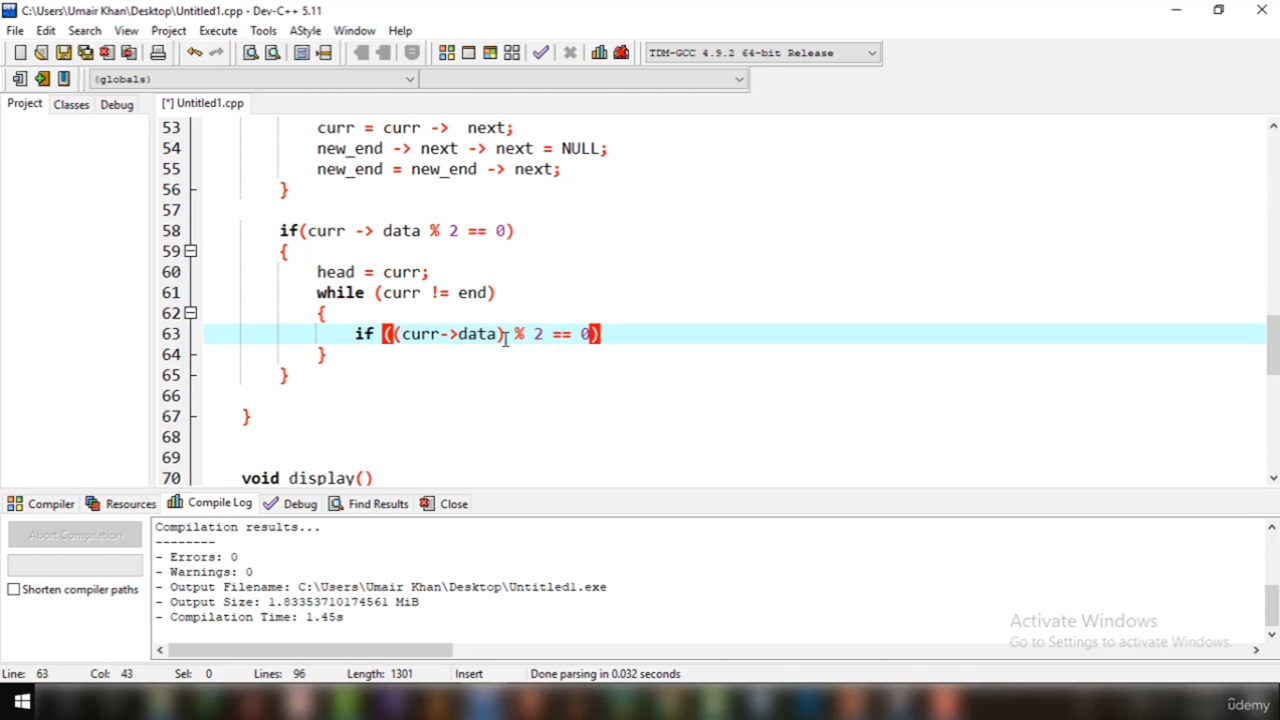 C:\Users\Umair Khan\Desktop\Untitled1.cpp - Dev-C++ 5.11
File Edit Search View Project Execute Tools AStyle Window Help
TDM-GCC 4.9.2 64-bit Release
(globals)
Project Classes Debug [*] Untitled1.cpp
53 curr = curr -> next;
54 new_end -> next -> next = NULL;
55 new_end = new_end -> next;
56 }
57
58 if(curr -> data % 2 == 0)
59 {
60 head = curr;
61 while (curr != end)
62 {
63 if ((curr->data) % 2 == 0)
64 }
65 }
66
67 }
68
69
70 void display()
Compiler Resources Compile Log Debug Find Results Close
Abort Compilation
Shorten compiler paths
Compilation results...
--------
- Errors: 0
- Warnings: 0
- Output Filename: C:\Users\Umair Khan\Desktop\Untitled1.exe
- Output Size: 1.83353710174561 MiB
- Compilation Time: 1.45s
Activate Windows
Go to Settings to activate Windows.
Line: 63 Col: 43 Sel: 0 Lines: 96 Length: 1301 Insert Done parsing in 0.032 seconds
ûdemy